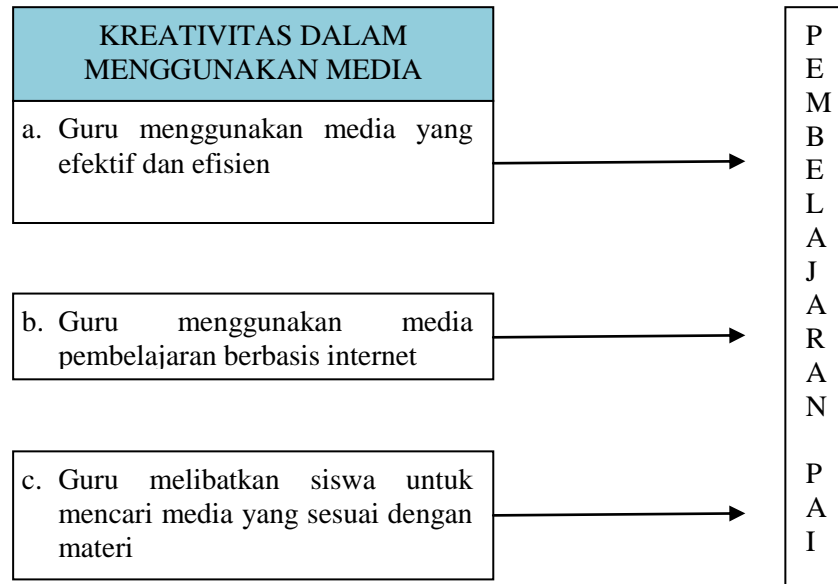 KREATIVITAS DALAM
MENGGUNAKAN MEDIA
a. Guru menggunakan media yang
efektif dan efisien
b. Guru menggunakan media
pembelajaran berbasis internet
c. Guru melibatkan siswa untuk
mencari media yang sesuai dengan
materi
P
E
M
B
E
L
A
J
A
R
A
N
P
A
I